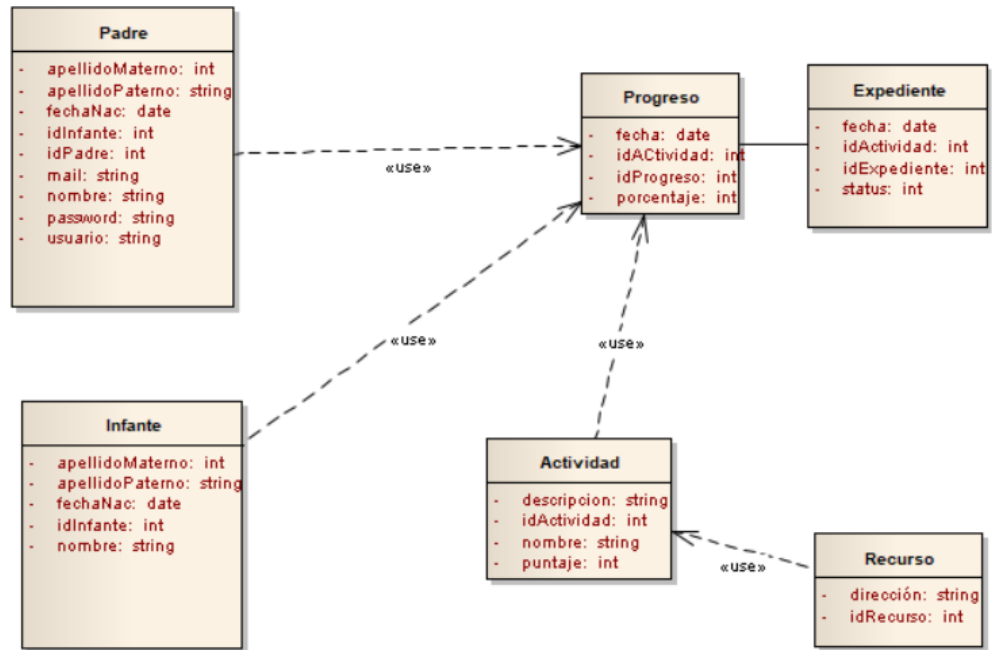 Padre
- apellidoMaterno: int
- apellidoPaterno: string
- fechaNac: date
- idInfante: int
- idPadre: int
- mail: string
- nombre: string
- password: string
- usuario: string
«use»
Progreso
- fecha: date
- idACtividad: int
- idProgreso: int
- porcentaje: int
Expediente
- fecha: date
- idActividad: int
- idExpediente: int
- status: int
«use»
«use»
Infante
- apellidoMaterno: int
- apellidoPaterno: string
- fechaNac: date
- idInfante: int
- nombre: string
Actividad
- descripcion: string
- idActividad: int
- nombre: string
- puntaje: int
«use»
Recurso
- dirección: string
- idRecurso: int